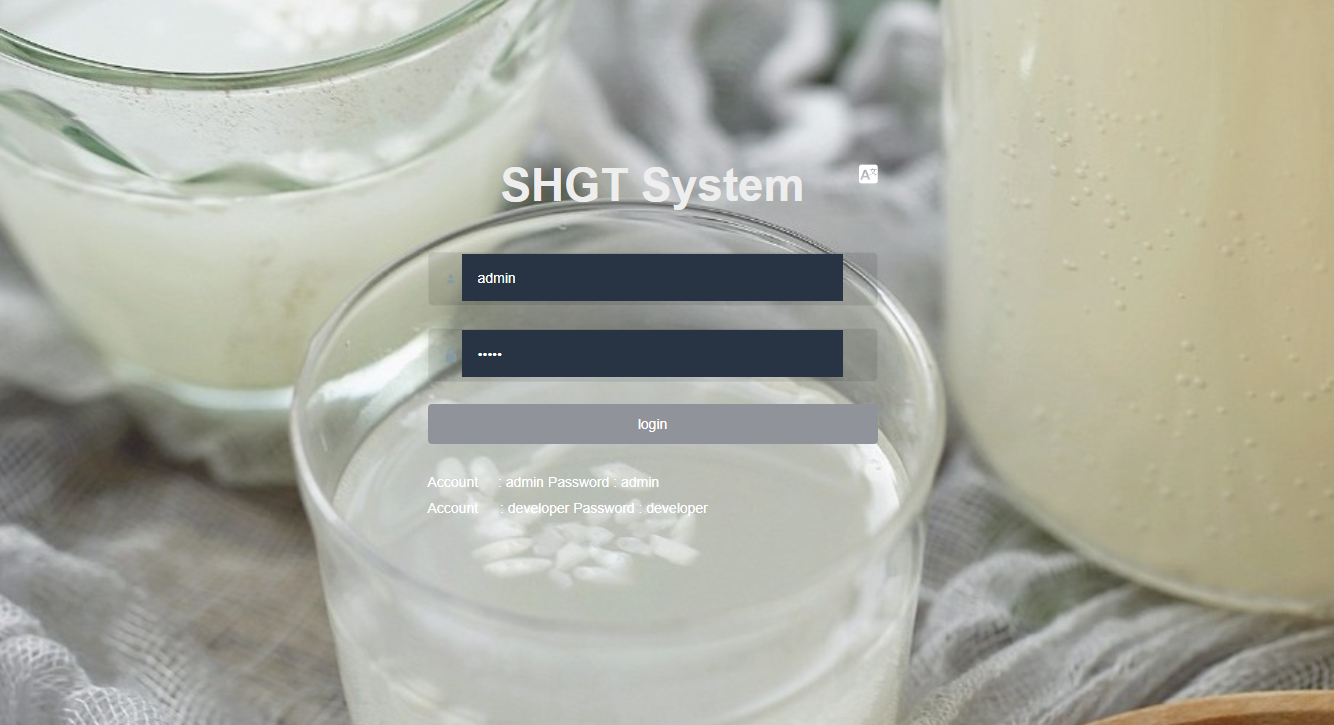 SHGT System
admin
•••••
login
Account : admin Password : admin
Account : developer Password : developer